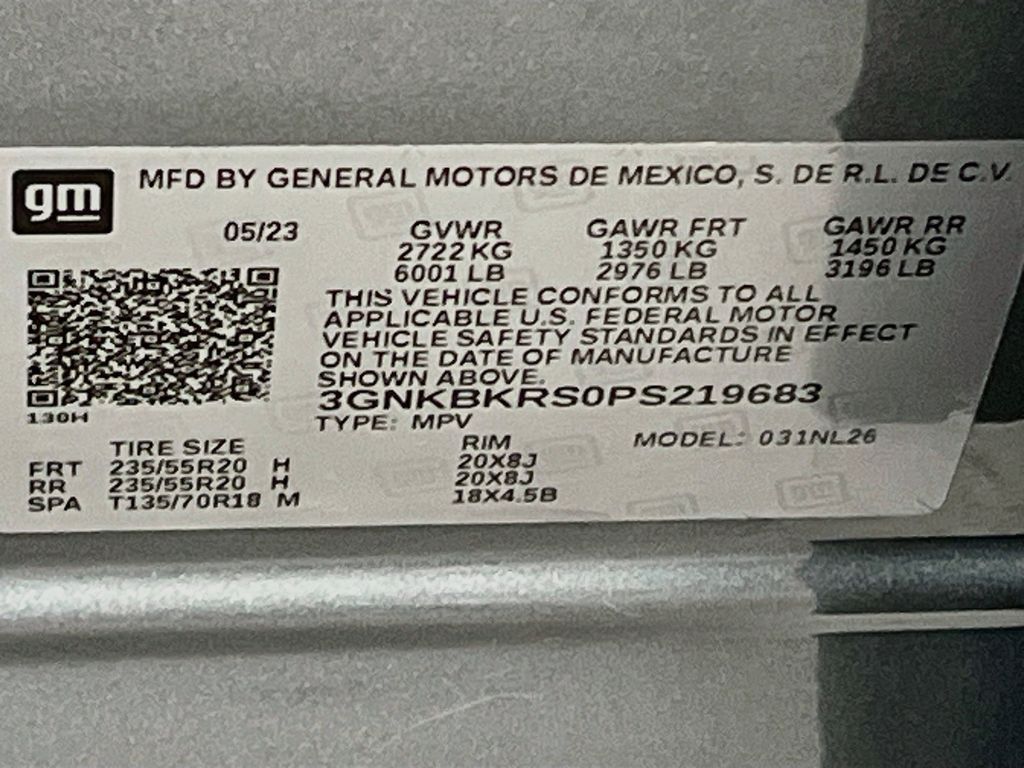 gm MFD BY GENERAL MOTORS DE MEXICO, S. DE R.L. DE C.V.
05/23 GVWR GAWR FRT GAWR RR
2722 KG 1350 KG 1450 KG
6001 LB 2976 LB 3196 LB
THIS VEHICLE CONFORMS TO ALL
APPLICABLE U.S. FEDERAL MOTOR
VEHICLE SAFETY STANDARDS IN EFFECT
ON THE DATE OF MANUFACTURE
SHOWN ABOVE.
3GNKBKRS0PS219683
130H
TYPE: MPV
TIRE SIZE RIM MODEL: 031NL26
FRT 235/55R20 H 20X8J
RR 235/55R20 H 20X8J
SPA T135/70R18 M 18X4.5B